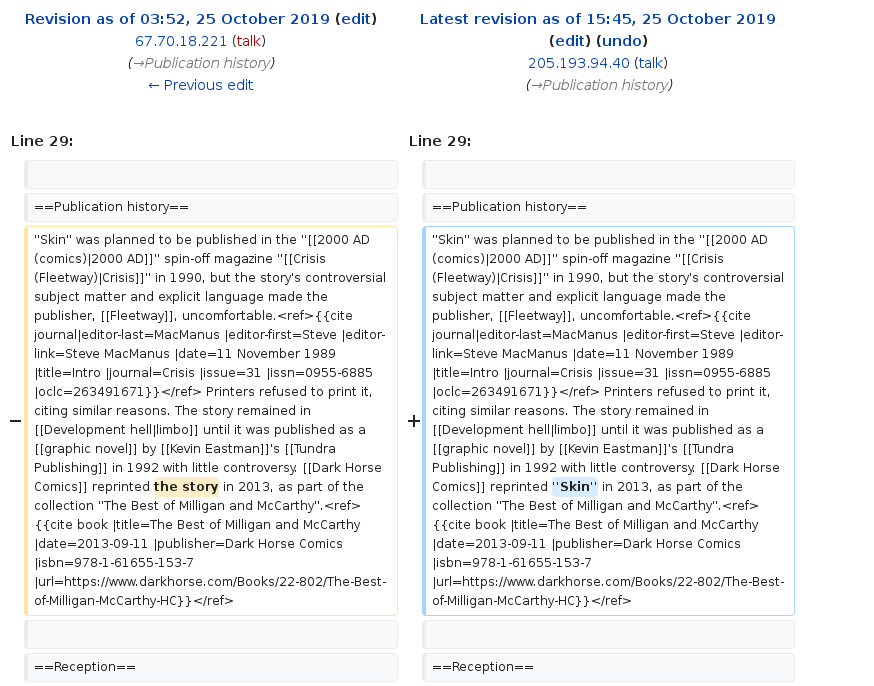 Revision as of 03:52, 25 October 2019 (edit)
67.70.18.221 (talk)
(→Publication history)
← Previous edit
Latest revision as of 15:45, 25 October 2019
(edit) (undo)
205.193.94.40 (talk)
(→Publication history)
Line 29:
==Publication history==
− ''Skin'' was planned to be published in the ''[[2000 AD
(comics)|2000 AD]]'' spin-off magazine ''[[Crisis
(Fleetway)|Crisis]]'' in 1990, but the story's controversial
subject matter and explicit language made the
publisher, [[Fleetway]], uncomfortable.<ref>{{cite
journal|editor-last=MacManus |editor-first=Steve |editor-
link=Steve MacManus |date=11 November 1989
|title=Intro |journal=Crisis |issue=31 |issn=0955-6885
|oclc=263491671}}</ref> Printers refused to print it,
citing similar reasons. The story remained in
[[Development hell|limbo]] until it was published as a
[[graphic novel]] by [[Kevin Eastman]]'s [[Tundra
Publishing]] in 1992 with little controversy. [[Dark Horse
Comics]] reprinted the story in 2013, as part of the
collection ''The Best of Milligan and McCarthy''.<ref>
{{cite book |title=The Best of Milligan and McCarthy
|date=2013-09-11 |publisher=Dark Horse Comics
|isbn=978-1-61655-153-7
|url=https://www.darkhorse.com/Books/22-802/The-Best-
of-Milligan-McCarthy-HC}}</ref>
==Reception==
Line 29:
==Publication history==
+ ''Skin'' was planned to be published in the ''[[2000 AD
(comics)|2000 AD]]'' spin-off magazine ''[[Crisis
(Fleetway)|Crisis]]'' in 1990, but the story's controversial
subject matter and explicit language made the
publisher, [[Fleetway]], uncomfortable.<ref>{{cite
journal|editor-last=MacManus |editor-first=Steve |editor-
link=Steve MacManus |date=11 November 1989
|title=Intro |journal=Crisis |issue=31 |issn=0955-6885
|oclc=263491671}}</ref> Printers refused to print it,
citing similar reasons. The story remained in
[[Development hell|limbo]] until it was published as a
[[graphic novel]] by [[Kevin Eastman]]'s [[Tundra
Publishing]] in 1992 with little controversy. [[Dark Horse
Comics]] reprinted ''Skin'' in 2013, as part of the
collection ''The Best of Milligan and McCarthy''.<ref>
{{cite book |title=The Best of Milligan and McCarthy
|date=2013-09-11 |publisher=Dark Horse Comics
|isbn=978-1-61655-153-7
|url=https://www.darkhorse.com/Books/22-802/The-Best-
of-Milligan-McCarthy-HC}}</ref>
==Reception==